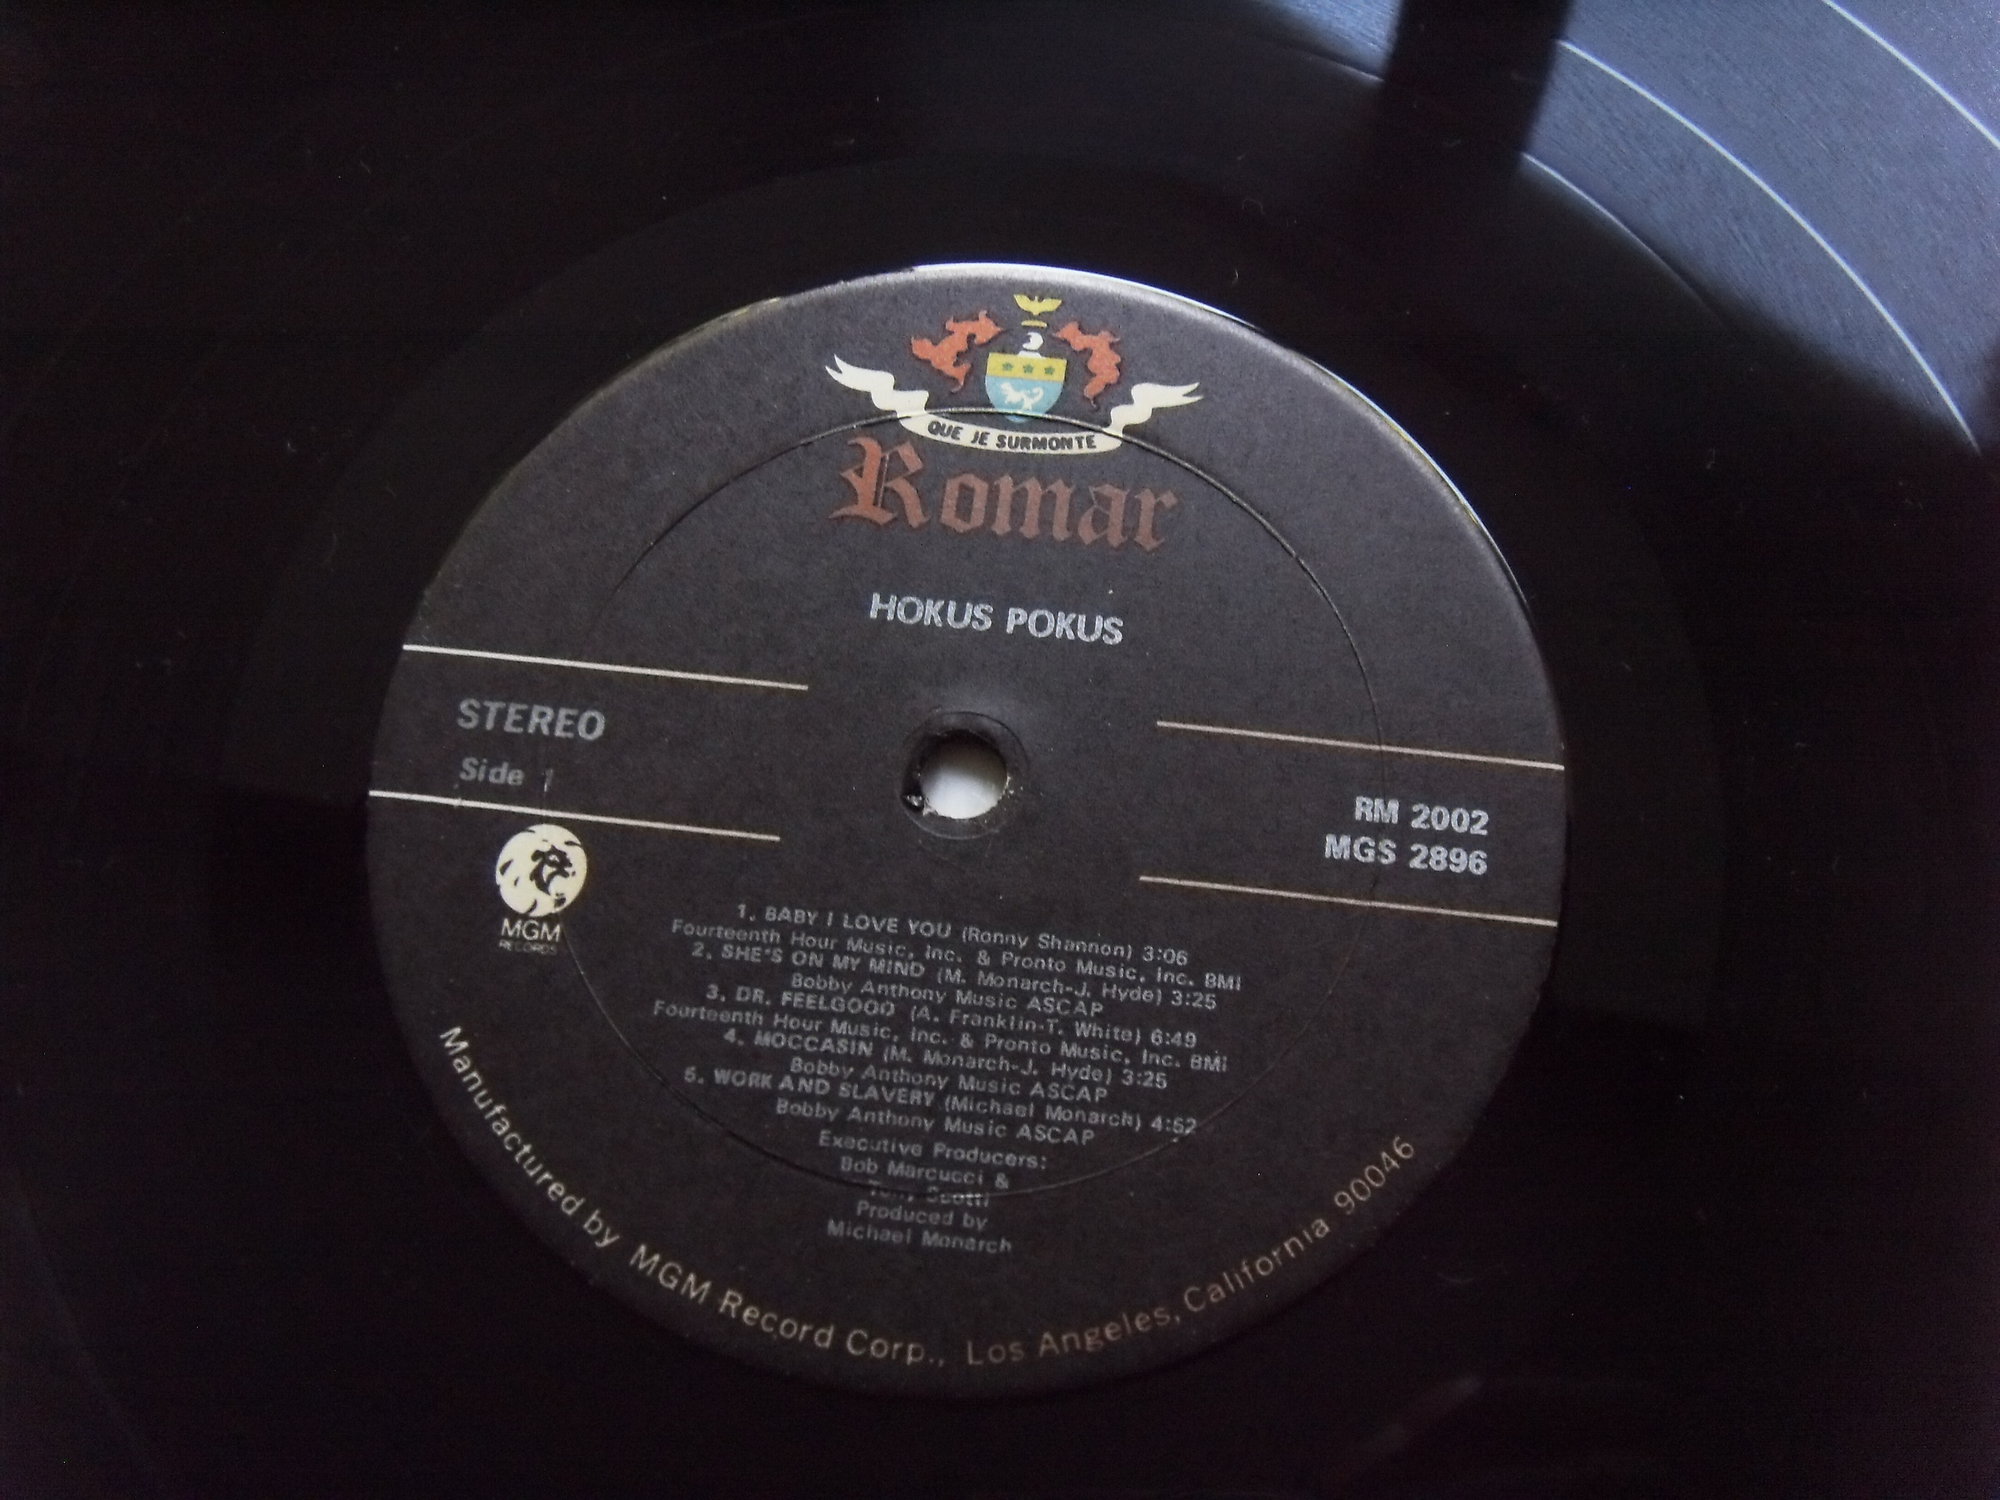 QUE JE SURMONTE
Romar
HOKUS POKUS
STEREO
Side 1
RM 2002
MGS 2896
MGM
RECORDS
1. BABY I LOVE YOU (Ronny Shannon) 3:06
Fourteenth Hour Music, Inc. & Pronto Music, Inc. BMI
2. SHE'S ON MY MIND (M. Monarch-J. Hyde) 3:25
Bobby Anthony Music ASCAP
3. DR. FEELGOOD (A. Franklin-T. White) 6:49
Fourteenth Hour Music, Inc. & Pronto Music, Inc. BMI
4. MOCCASIN (M. Monarch-J. Hyde) 3:25
Bobby Anthony Music ASCAP
5. WORK AND SLAVERY (Michael Monarch) 4:52
Bobby Anthony Music ASCAP
Executive Producers:
Bob Marcucci &
Tony Scotti
Produced by
Michael Monarch
Manufactured by MGM Record Corp., Los Angeles, California 90046